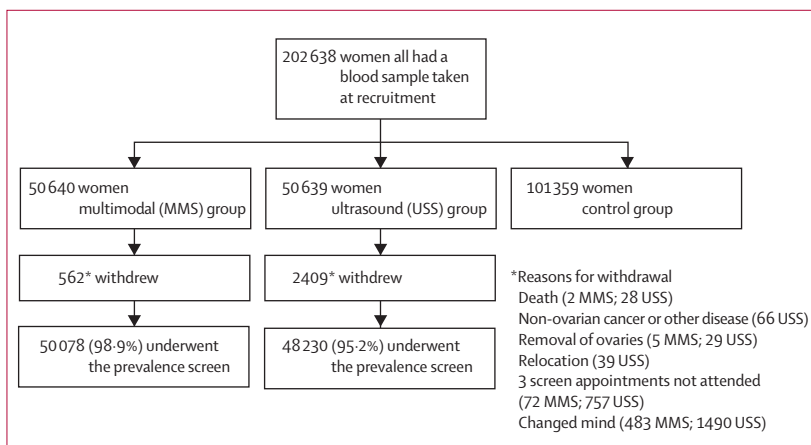 202 638 women all had a
blood sample taken
at recruitment
50 640 women
multimodal (MMS) group
50 639 women
ultrasound (USS) group
101 359 women
control group
562* withdrew
2409* withdrew
50 078 (98·9%) underwent
the prevalence screen
48 230 (95·2%) underwent
the prevalence screen
*Reasons for withdrawal
Death (2 MMS; 28 USS)
Non-ovarian cancer or other disease (66 USS)
Removal of ovaries (5 MMS; 29 USS)
Relocation (39 USS)
3 screen appointments not attended
(72 MMS; 757 USS)
Changed mind (483 MMS; 1490 USS)